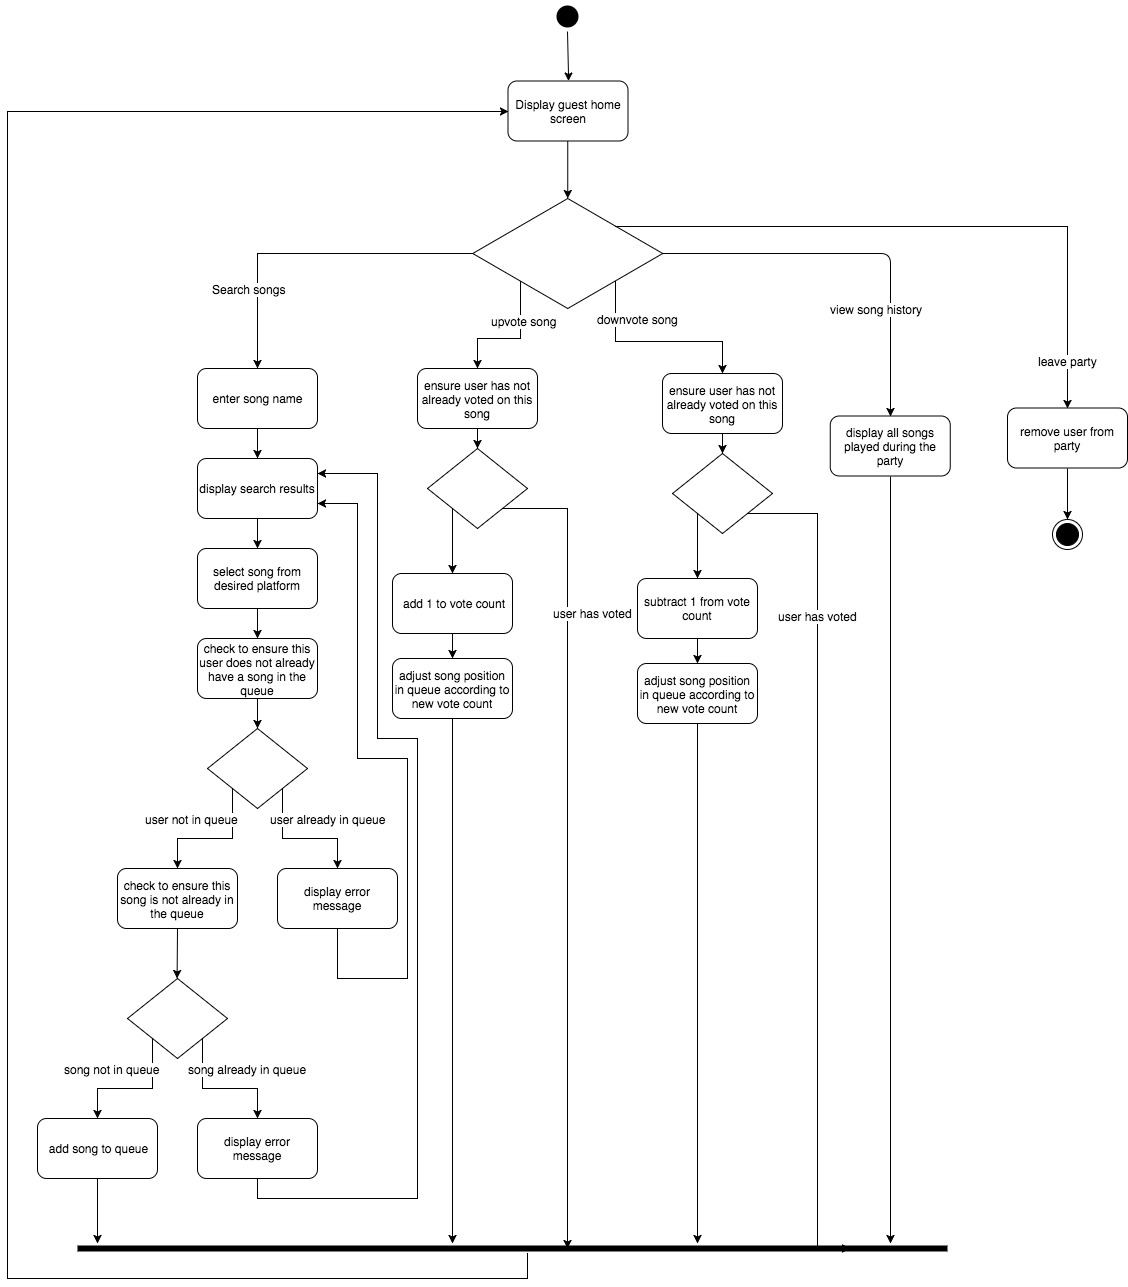 Display guest home
screen
Search songs
upvote song
downvote song
view song history
leave party
enter song name
ensure user has not
already voted on this
song
ensure user has not
already voted on this
song
display all songs
played during the
party
remove user from
party
display search results
select song from
desired platform
add 1 to vote count
user has voted
subtract 1 from vote
count
user has voted
check to ensure this
user does not already
have a song in the
queue
adjust song position
in queue according to
new vote count
adjust song position
in queue according to
new vote count
user not in queue
user already in queue
check to ensure this
song is not already in
the queue
display error
message
song not in queue
song already in queue
add song to queue
display error
message